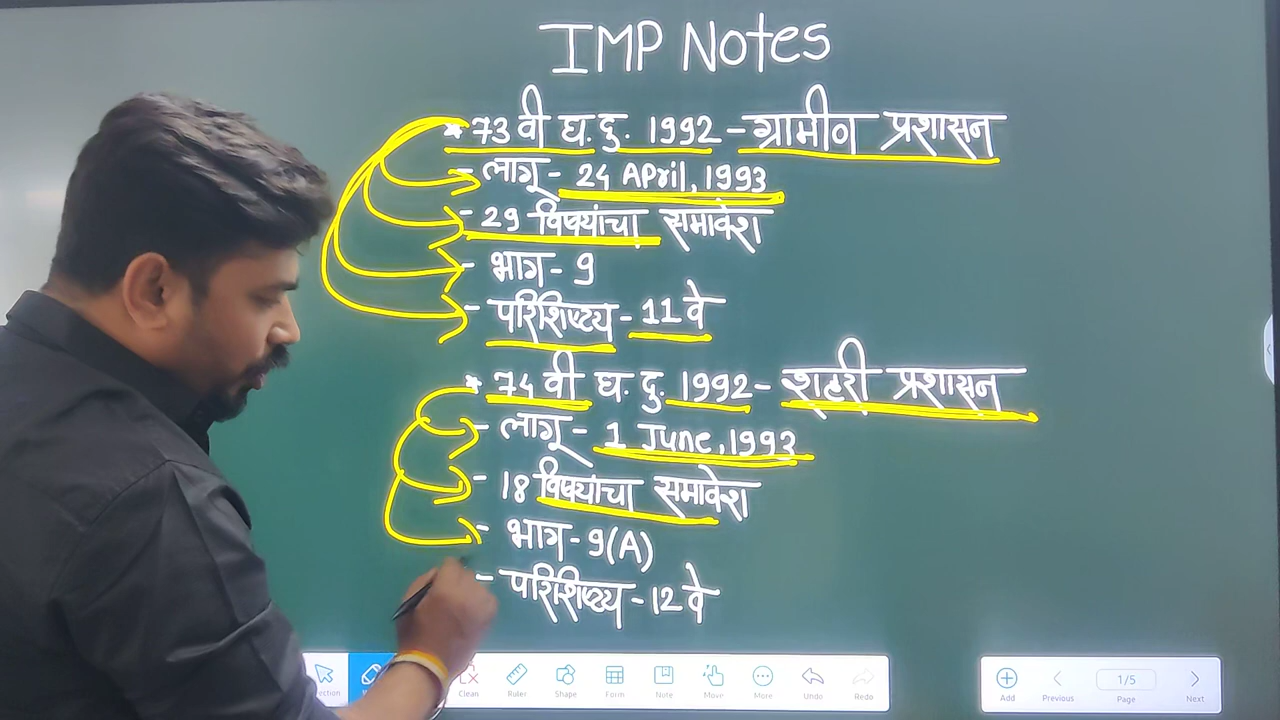 IMP Notes
* 73 वी घ. दु. 1992 - ग्रामीण प्रशासन
- लागू - 24 April, 1993
- 29 विषयांचा समावेश
- भाग - 9
- परिशिष्ट्य - 11 वे
* 74 वी घ. दु. 1992 - शहरी प्रशासन
- लागू - 1 June, 1993
- 18 विषयांचा समावेश
- भाग - 9(A)
- परिशिष्ट्य - 12 वे
Clean Ruler Shape Form Note Move More Undo Redo
Add Previous 1/5 Page Next